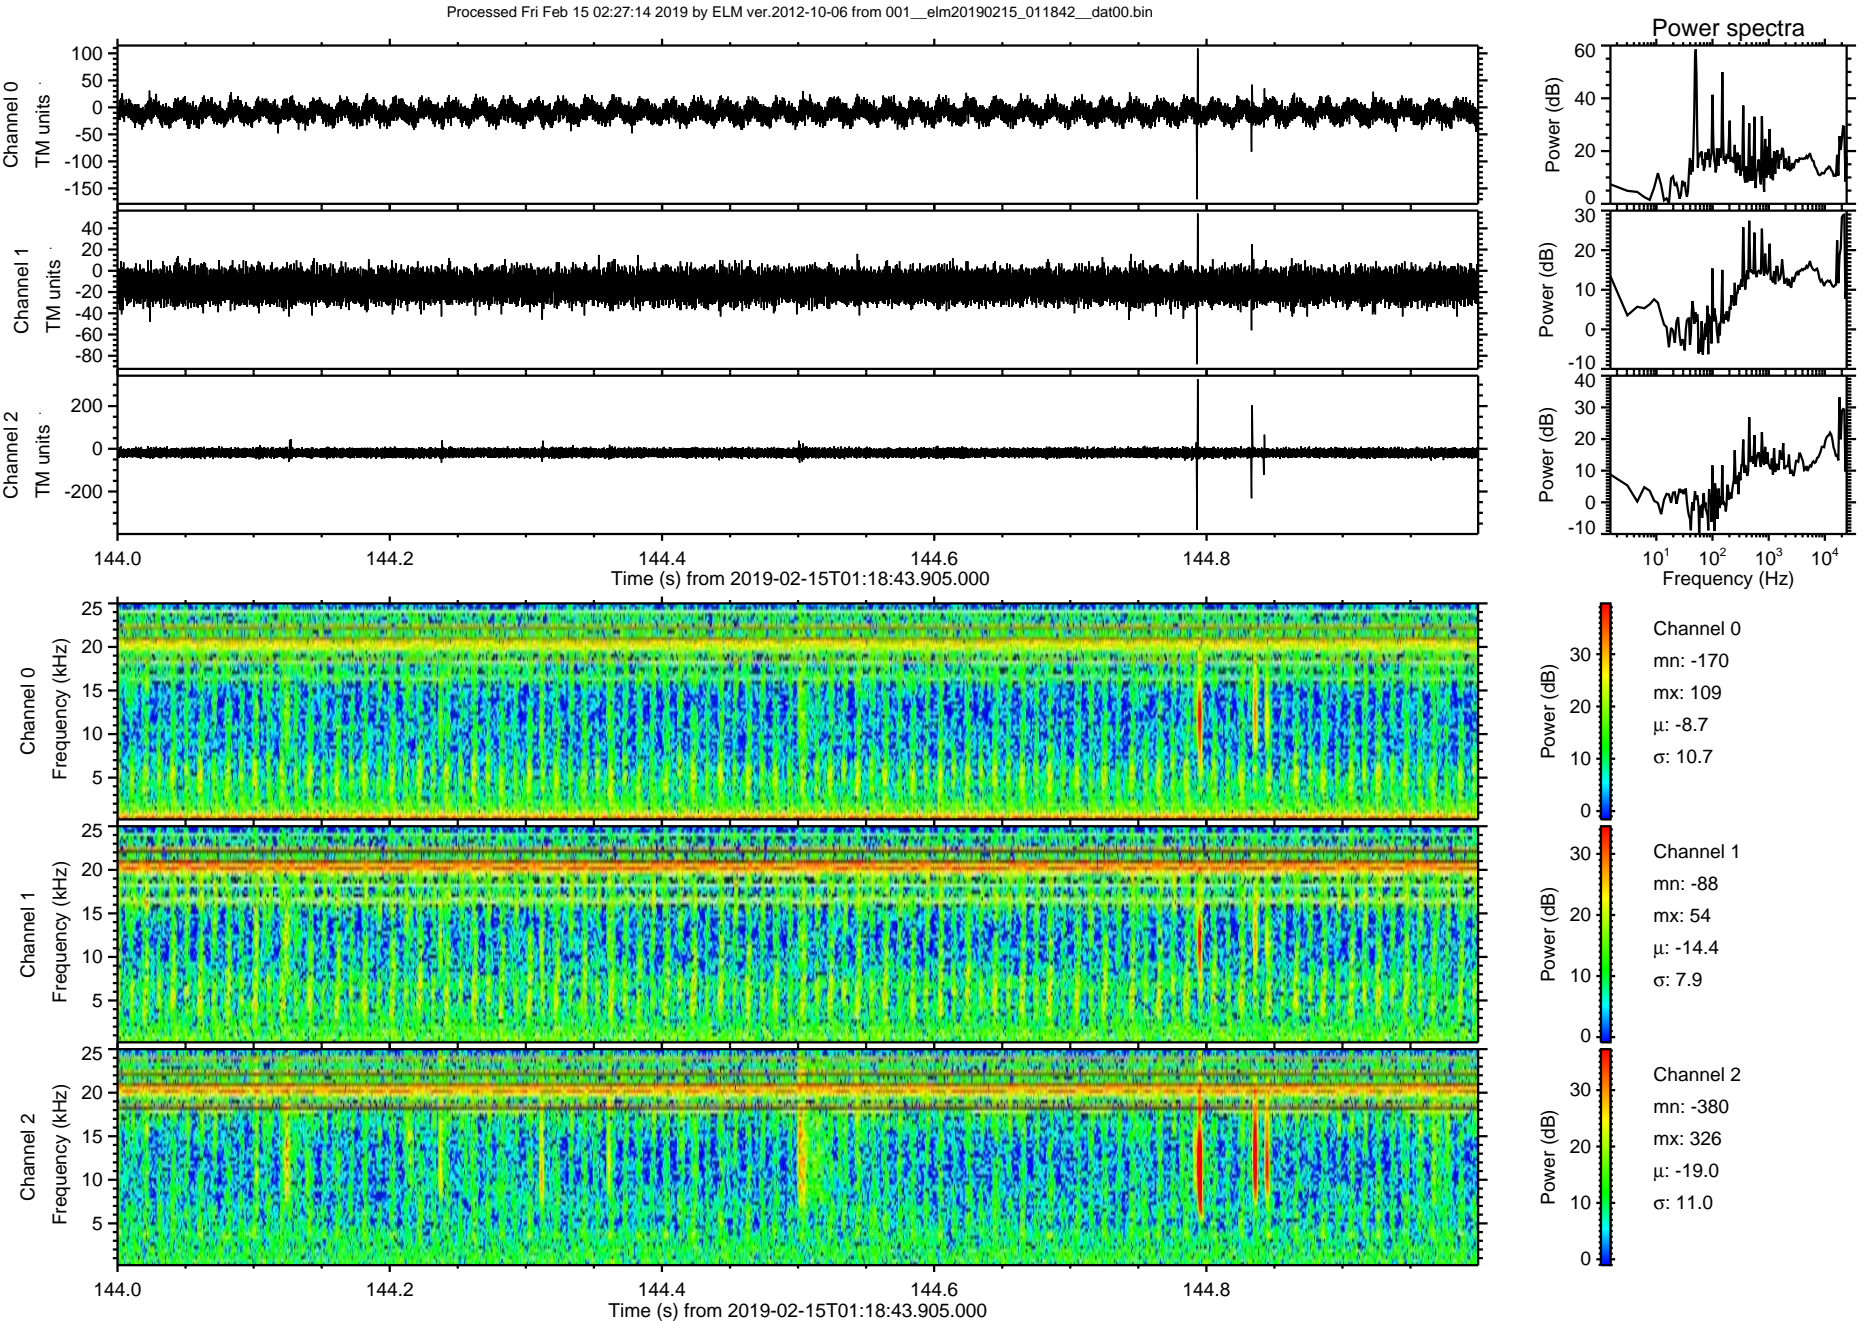 Processed Fri Feb 15 02:27:14 2019 by ELM ver.2012-10-06 from 001__elm20190215_011842__dat00.bin
Power spectra
Channel 0
TM units
100
50
0
-50
-100
-150
Power (dB)
60
40
20
0
Channel 1
TM units
40
20
0
-20
-40
-60
-80
Power (dB)
30
20
10
0
-10
Channel 2
TM units
200
0
-200
Power (dB)
40
30
20
10
0
-10
144.0 144.2 144.4 144.6 144.8
Time (s) from 2019-02-15T01:18:43.905.000
10^1 10^2 10^3 10^4
Frequency (Hz)
Channel 0
Frequency (kHz)
25
20
15
10
5
Power (dB)
30
20
10
0
Channel 0
mn: -170
mx: 109
μ: -8.7
σ: 10.7
Channel 1
Frequency (kHz)
25
20
15
10
5
Power (dB)
30
20
10
0
Channel 1
mn: -88
mx: 54
μ: -14.4
σ: 7.9
Channel 2
Frequency (kHz)
25
20
15
10
5
Power (dB)
30
20
10
0
Channel 2
mn: -380
mx: 326
μ: -19.0
σ: 11.0
144.0 144.2 144.4 144.6 144.8
Time (s) from 2019-02-15T01:18:43.905.000